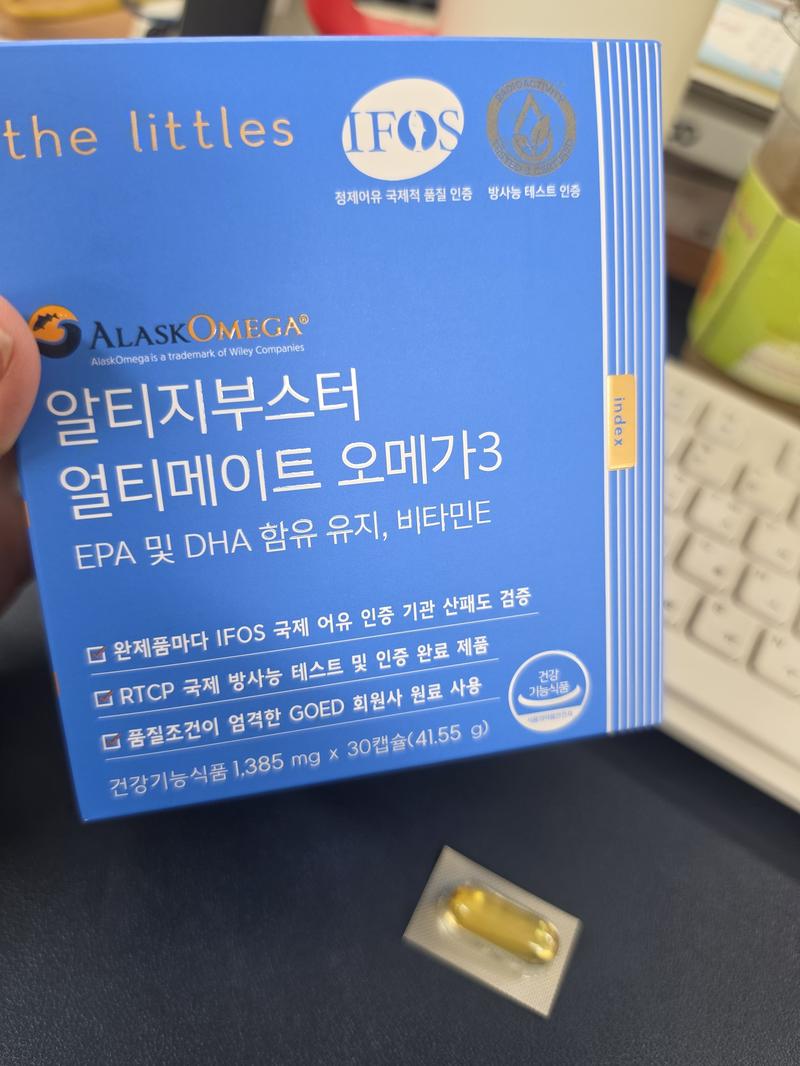 the littles
IFOS
정제어유 국제적 품질 인증
RADIOACTIVITY
방사능 테스트 인증
ALASKOMEGA®
AlaskOmega is a trademark of Wiley Companies
알티지부스터
얼티메이트 오메가3
EPA 및 DHA 함유 유지, 비타민E
index
완제품마다 IFOS 국제 어유 인증 기관 산패도 검증
RTCP 국제 방사능 테스트 및 인증 완료 제품
품질조건이 엄격한 GOED 회원사 원료 사용
건강
기능식품
건강기능식품 1,385 mg x 30캡슐(41.55 g)